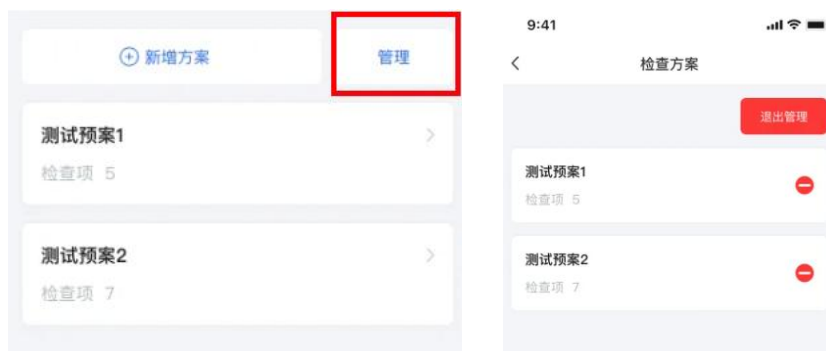 新增方案 管理
测试预案1
检查项 5
测试预案2
检查项 7
9:41
检查方案
退出管理
测试预案1
检查项 5
测试预案2
检查项 7